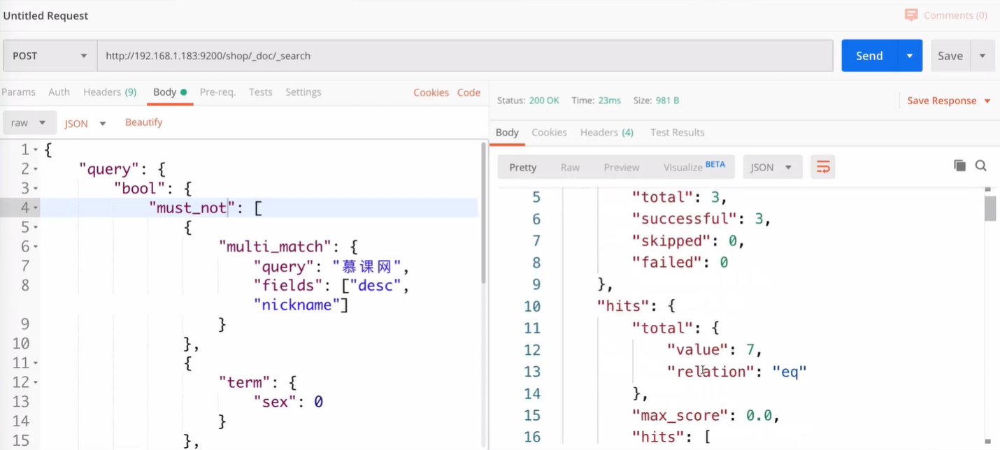 Untitled Request
Comments (0)
POST
http://192.168.1.183:9200/shop/_doc/_search
Send
Save
Params Auth Headers (9) Body Pre-req. Tests Settings Cookies Code
raw JSON Beautify
1 {
2 "query": {
3 "bool": {
4 "must_not": [
5 {
6 "multi_match": {
7 "query": "慕课网",
8 "fields": ["desc",
"nickname"]
9 }
10 },
11 {
12 "term": {
13 "sex": 0
14 }
15 },
Status: 200 OK Time: 23ms Size: 981 B Save Response
Body Cookies Headers (4) Test Results
Pretty Raw Preview Visualize BETA JSON
5 "total": 3,
6 "successful": 3,
7 "skipped": 0,
8 "failed": 0
9 },
10 "hits": {
11 "total": {
12 "value": 7,
13 "relation": "eq"
14 },
15 "max_score": 0.0,
16 "hits": [